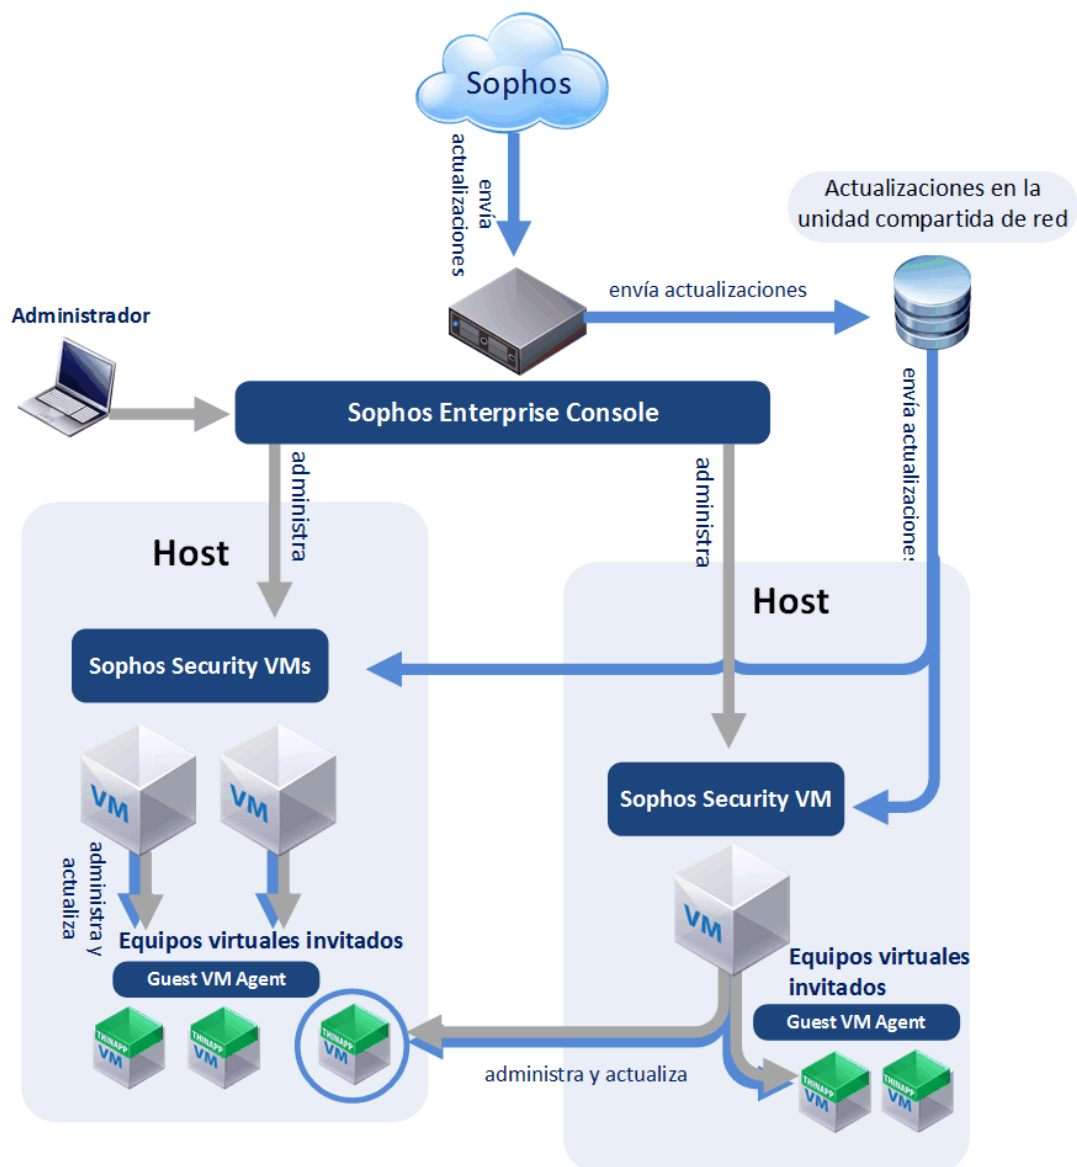 Sophos
envía
actualizaciones
Actualizaciones en la
unidad compartida de red
envía actualizaciones
Administrador
Sophos Enterprise Console
envía actualizaciones
administra
administra
Host
Host
Sophos Security VMs
Sophos Security VM
VM
VM
administra y
actualiza
VM
Equipos virtuales invitados
Guest VM Agent
Equipos virtuales
invitados
Guest VM Agent
THINAPP
VM
THINAPP
VM
THINAPP
VM
administra y actualiza
THINAPP
VM
THINAPP
VM